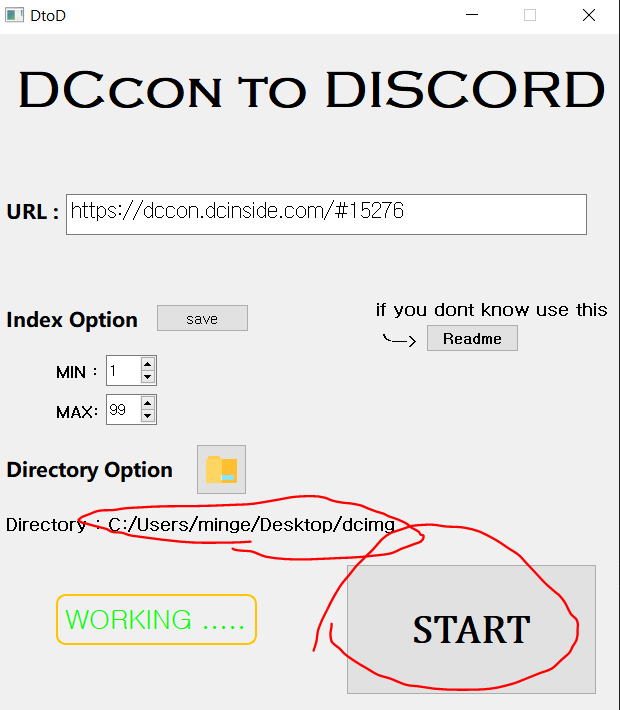 DtoD
DCCON TO DISCORD
URL : https://dccon.dcinside.com/#15276
if you dont know use this
Index Option save
Readme
MIN : 1
MAX: 99
Directory Option
Directory : C:/Users/minge/Desktop/dcimg
WORKING .....
START